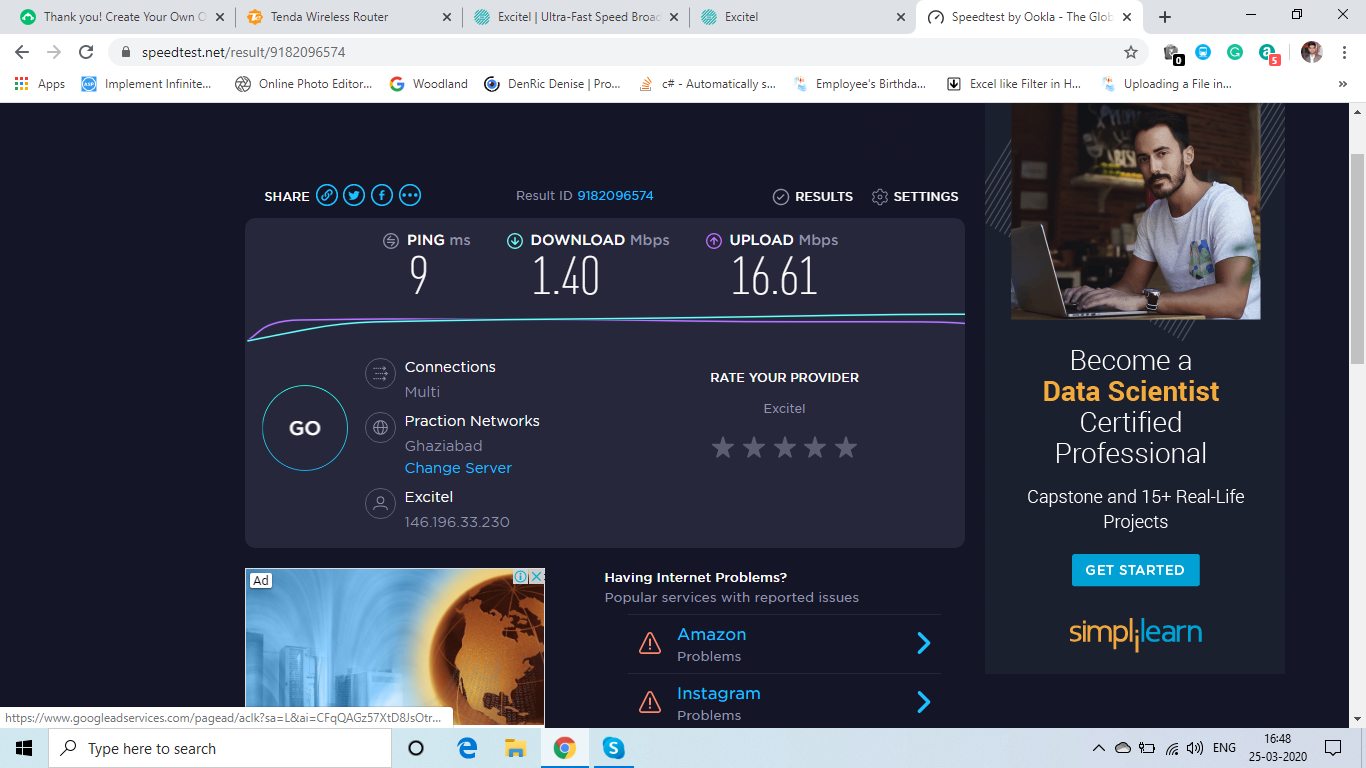 Thank you! Create Your Own O
Tenda Wireless Router
Excitel | Ultra-Fast Speed Broad
Excitel
Speedtest by Ookla - The Glob
speedtest.net/result/9182096574
0
5
Apps
Implement Infinite...
Online Photo Editor...
Woodland
DenRic Denise | Pro...
c# - Automatically s...
Employee's Birthda...
Excel like Filter in H...
Uploading a File in...
SHARE
Result ID 9182096574
RESULTS
SETTINGS
PING ms
DOWNLOAD Mbps
UPLOAD Mbps
9
1.40
16.61
Connections
Multi
Praction Networks
Ghaziabad
Change Server
Excitel
146.196.33.230
GO
RATE YOUR PROVIDER
Excitel
Become a
Data Scientist
Certified
Professional
Capstone and 15+ Real-Life
Projects
GET STARTED
simplilearn
Ad
Having Internet Problems?
Popular services with reported issues
Amazon
Problems
Instagram
Problems
https://www.googleadservices.com/pagead/aclk?sa=L&ai=CFqQAGz57XtD8JsOtr...
Type here to search
ENG
16:48
25-03-2020